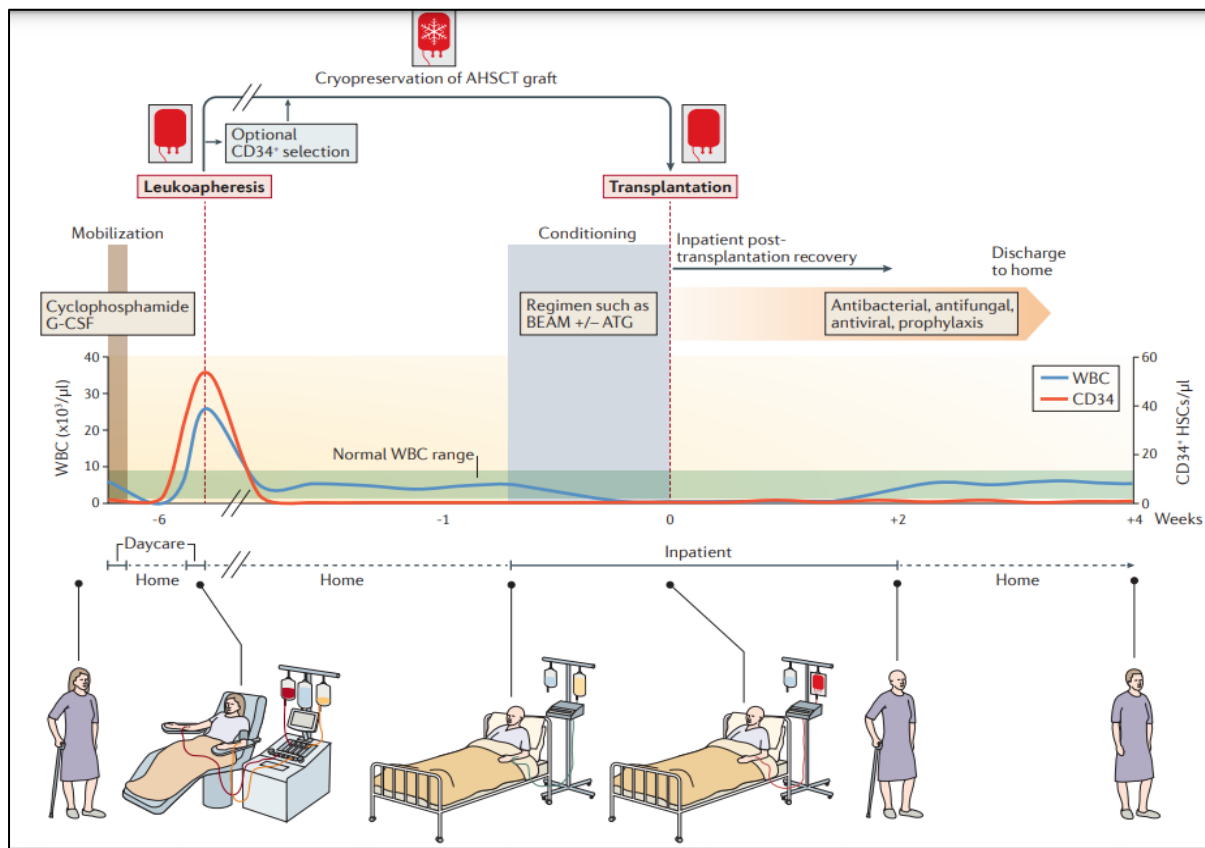 Cryopreservation of AHSCT graft
Optional
CD34⁺ selection
Leukoapheresis
Transplantation
Mobilization
Conditioning
Inpatient post-
transplantation recovery
Discharge
to home
Cyclophosphamide
G-CSF
Regimen such as
BEAM +/– ATG
Antibacterial, antifungal,
antiviral, prophylaxis
WBC (x10³/µl)
40
30
20
10
0
Normal WBC range
WBC
CD34
60
40
20
0
CD34⁺ HSCs/µl
-6
-1
0
+2
+4
Weeks
Daycare
Home
Home
Inpatient
Home